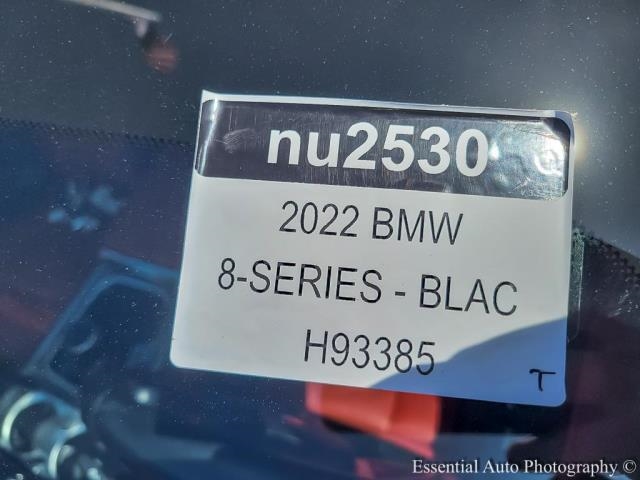 nu2530
2022 BMW
8-SERIES - BLAC
H93385
T
Essential Auto Photography ©